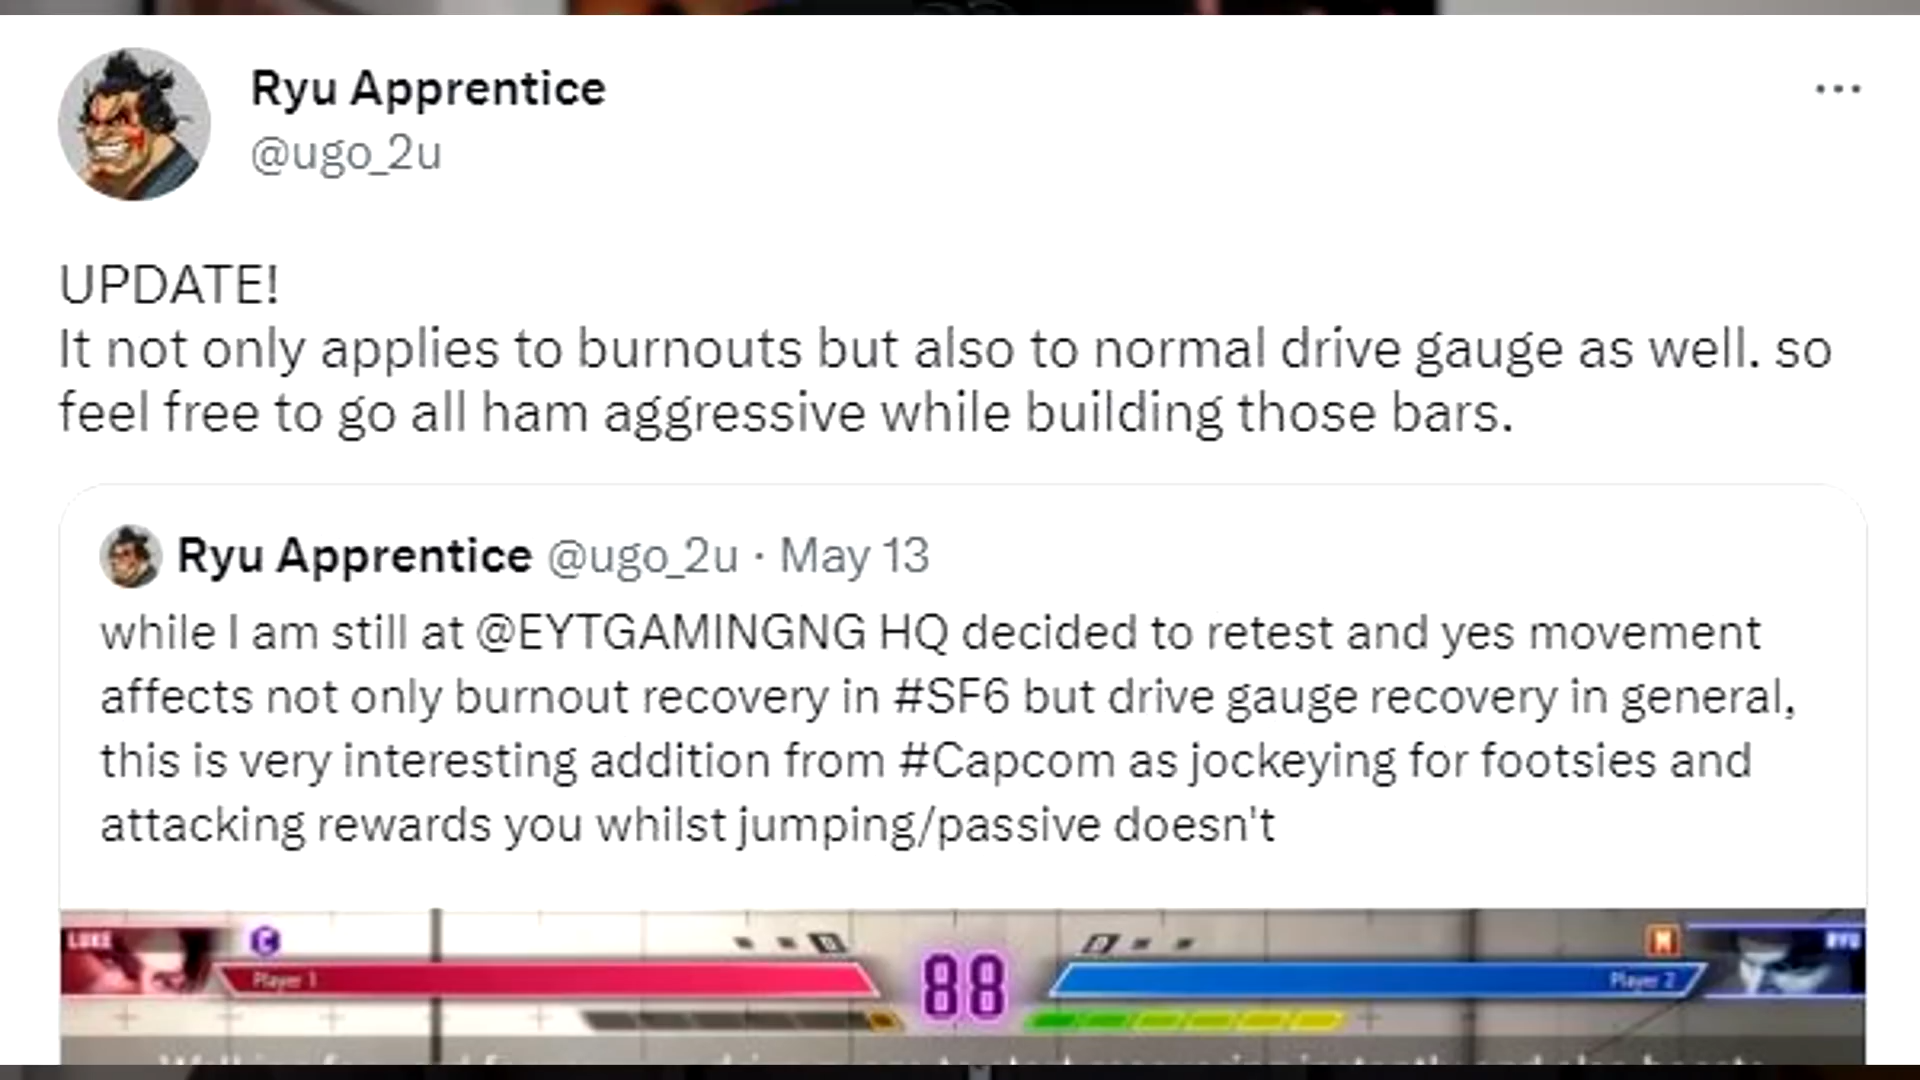 Ryu Apprentice
@ugo_2u
UPDATE!
It not only applies to burnouts but also to normal drive gauge as well. so
feel free to go all ham aggressive while building those bars.
Ryu Apprentice @ugo_2u · May 13
while I am still at @EYTGAMINGNG HQ decided to retest and yes movement
affects not only burnout recovery in #SF6 but drive gauge recovery in general,
this is very interesting addition from #Capcom as jockeying for footsies and
attacking rewards you whilst jumping/passive doesn't
LUKE C M RYU
Player 1 88 Player 2